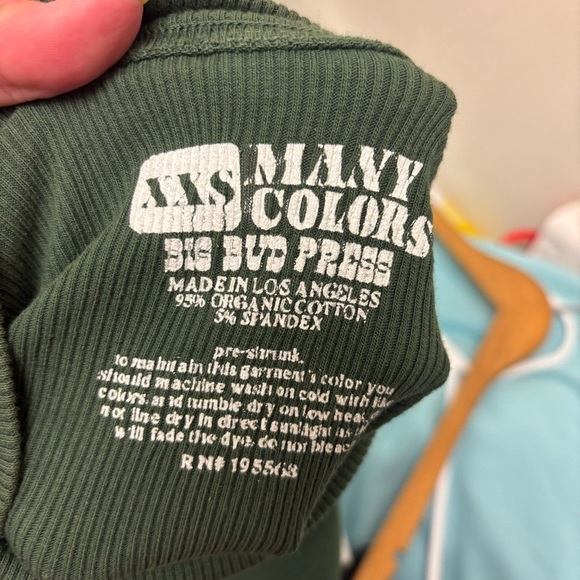 XXS
MANY
COLORS
BIG BUD PRESS
MADE IN LOS ANGELES
95% ORGANIC COTTON
5% SPANDEX
pre-shrunk
to maintain this garment's color you
should machine wash on cold with like
colors and tumble dry on low heat
not line dry in direct sunlight as
will fade the dye. do not bleach
RN# 195563